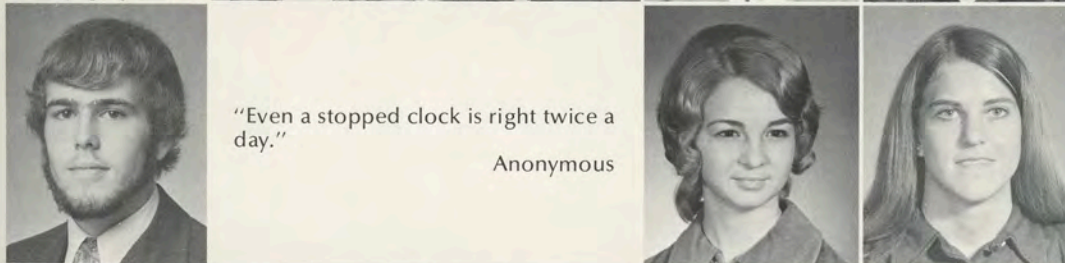 “Even a stopped clock is right twice a
day.”
Anonymous